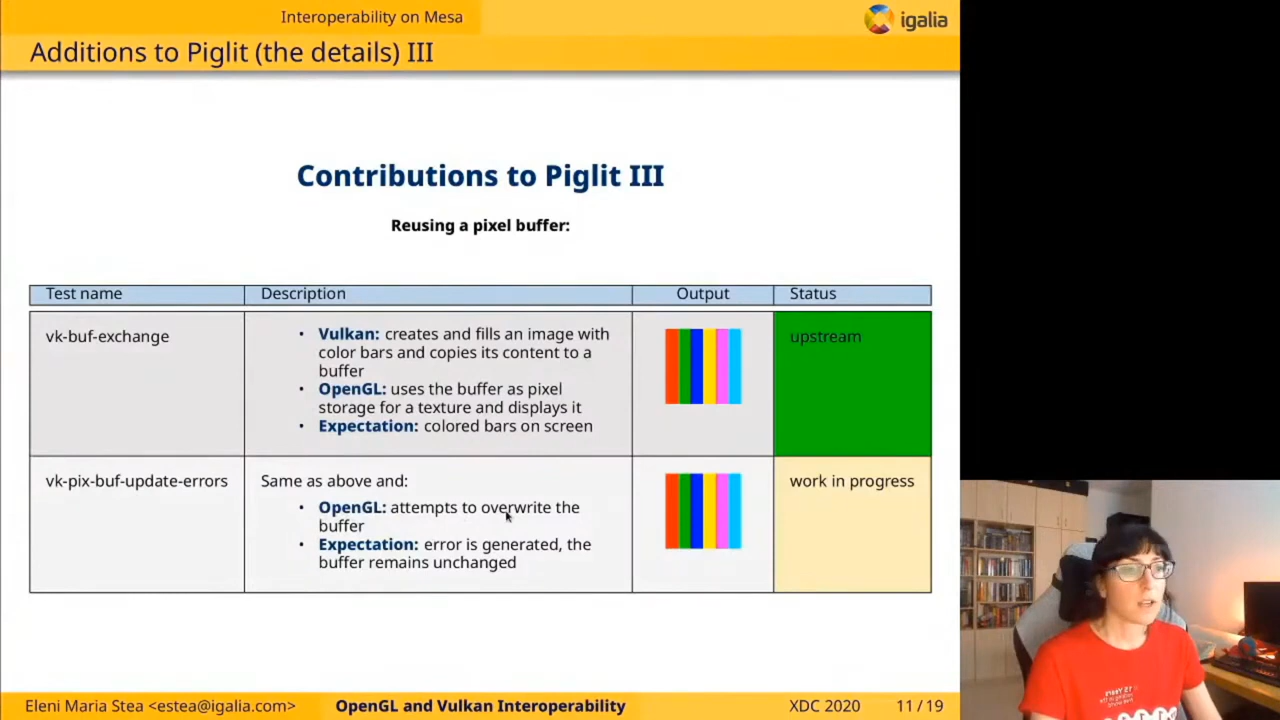 Interoperability on Mesa
igalia
Additions to Piglit (the details) III
Contributions to Piglit III
Reusing a pixel buffer:
Test name Description Output Status
vk-buf-exchange
• Vulkan: creates and fills an image with
color bars and copies its content to a
buffer
• OpenGL: uses the buffer as pixel
storage for a texture and displays it
• Expectation: colored bars on screen
upstream
vk-pix-buf-update-errors
Same as above and:
• OpenGL: attempts to overwrite the
buffer
• Expectation: error is generated, the
buffer remains unchanged
work in progress
Eleni Maria Stea <estea@igalia.com> OpenGL and Vulkan Interoperability XDC 2020 11 / 19